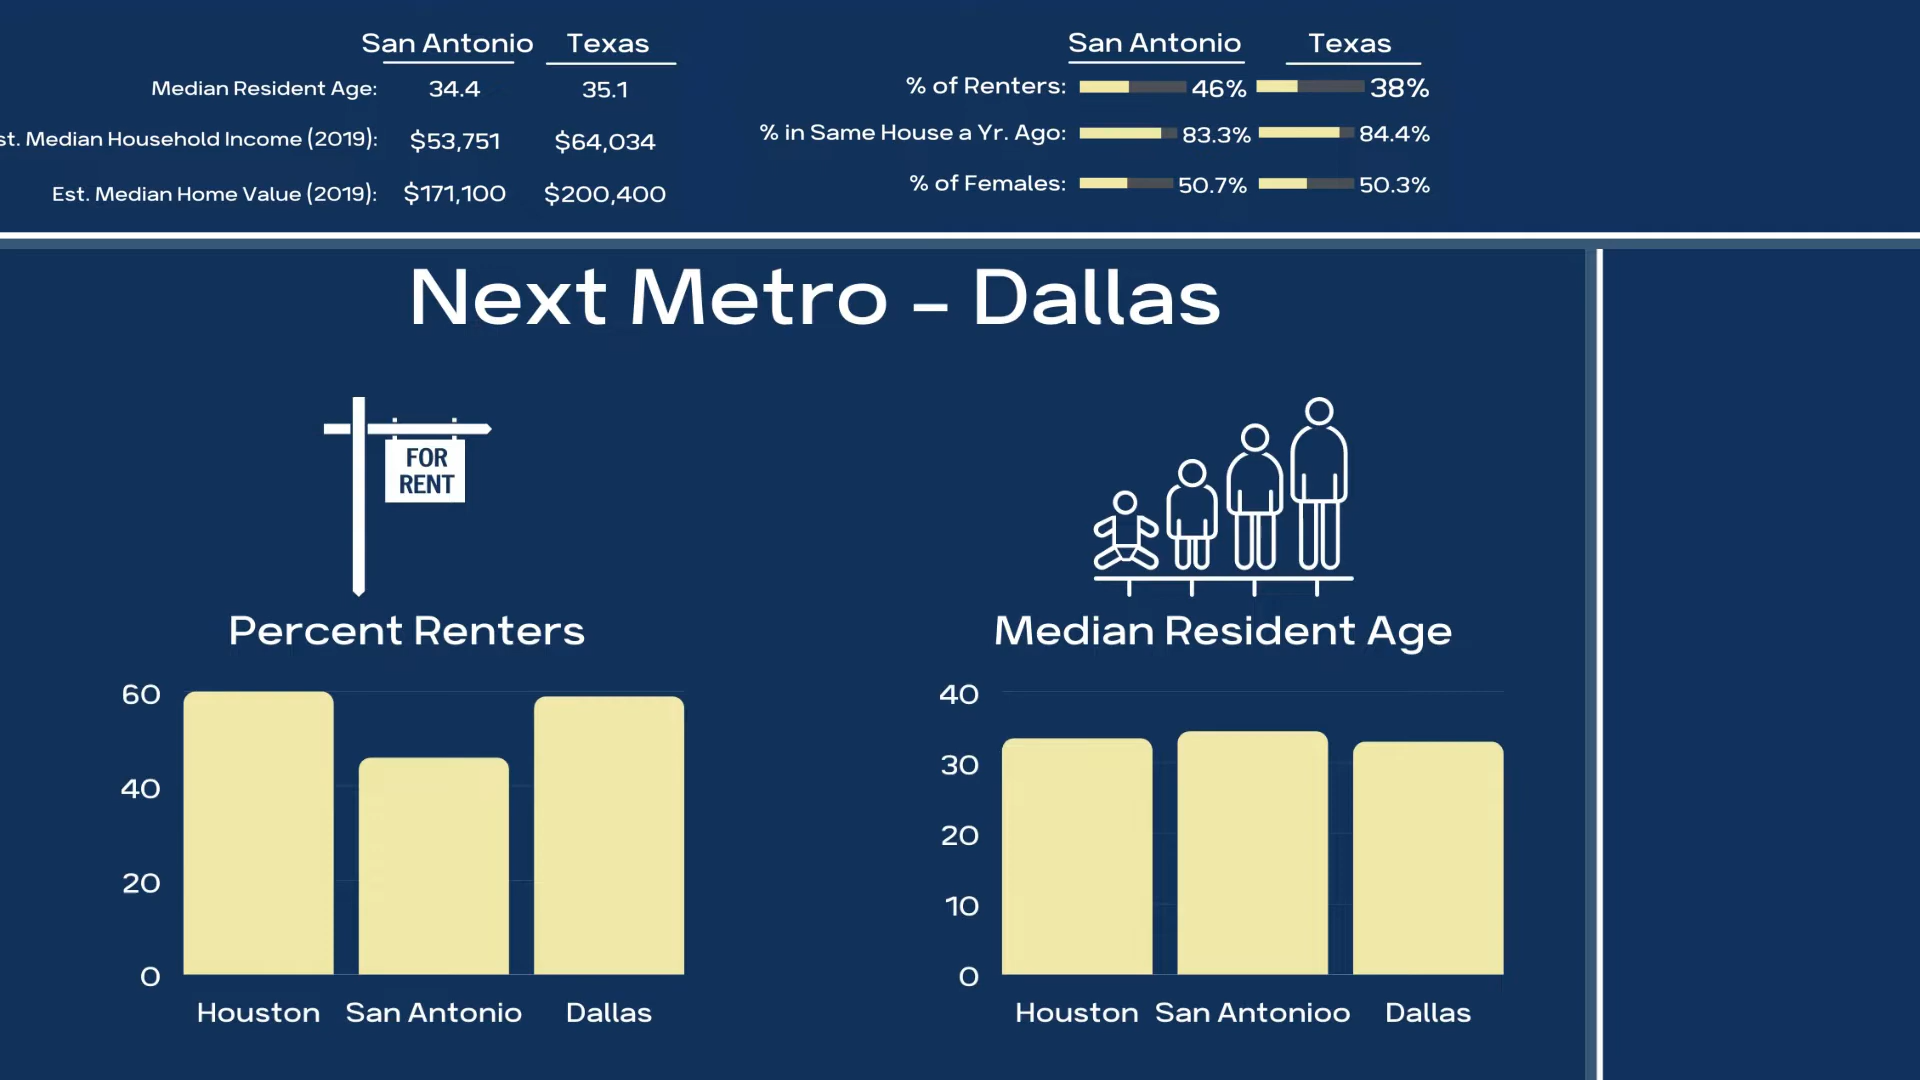 San Antonio Texas
Median Resident Age: 34.4 35.1
st. Median Household Income (2019): $53,751 $64,034
Est. Median Home Value (2019): $171,100 $200,400
San Antonio Texas
% of Renters: 46% 38%
% in Same House a Yr. Ago: 83.3% 84.4%
% of Females: 50.7% 50.3%
Next Metro – Dallas
FOR
RENT
Percent Renters
60
40
20
0
Houston San Antonio Dallas
Median Resident Age
40
30
20
10
0
Houston San Antonioo Dallas